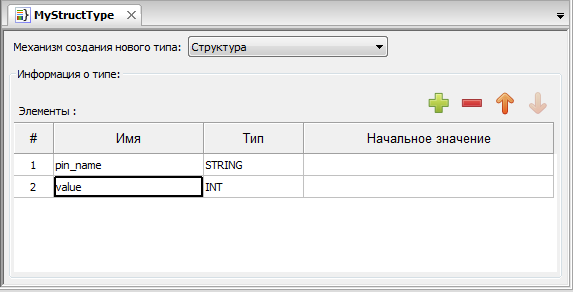 MyStructType
Механизм создания нового типа: Структура
Информация о типе:
Элементы :
# Имя Тип Начальное значение
1 pin_name STRING
2 value INT